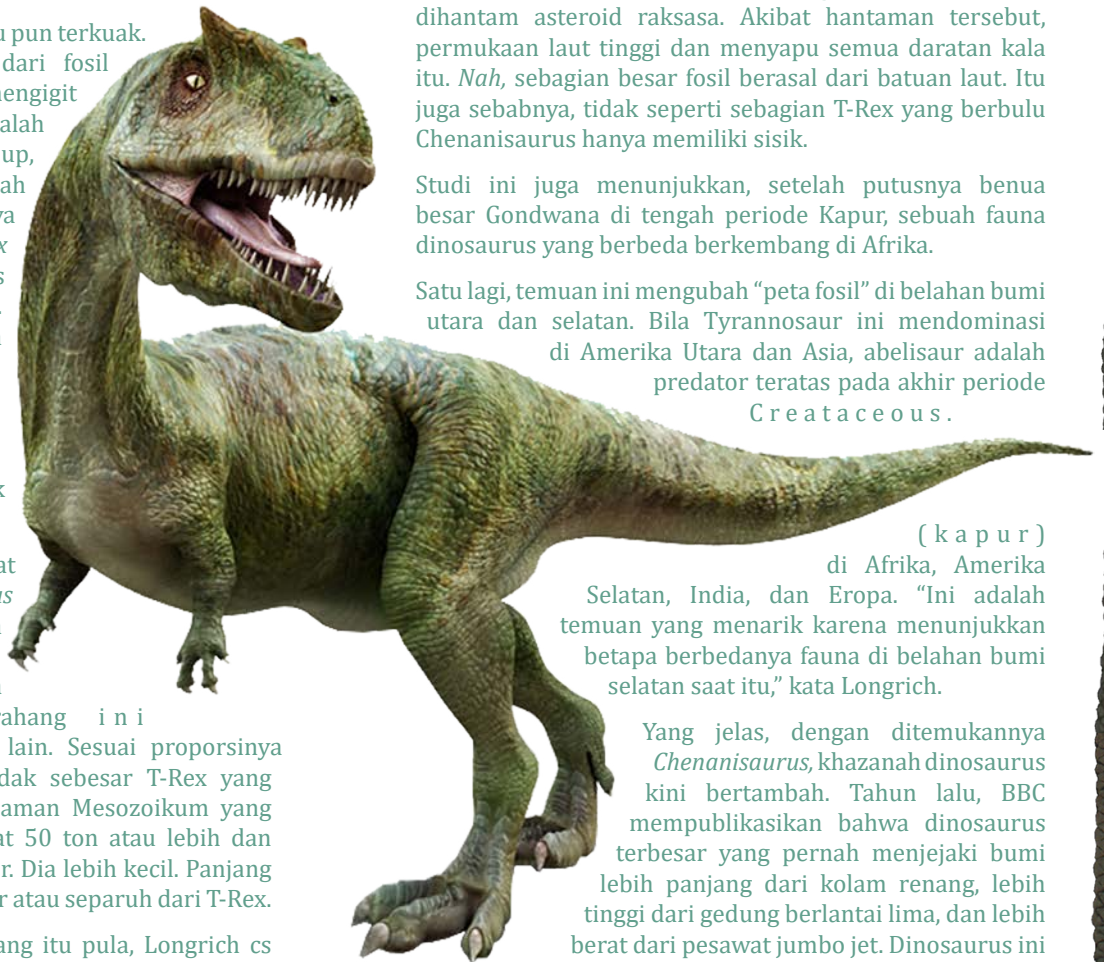 u pun terkuak.
dari fosil
engigit
alah
up,
ah
ya
x
s
k
at
us
rahang ini
lain. Sesuai proporsinya
dak sebesar T-Rex yang
aman Mesozoikum yang
at 50 ton atau lebih dan
r. Dia lebih kecil. Panjang
r atau separuh dari T-Rex.
ang itu pula, Longrich cs
dihantam asteroid raksasa. Akibat hantaman tersebut,
permukaan laut tinggi dan menyapu semua daratan kala
itu. Nah, sebagian besar fosil berasal dari batuan laut. Itu
juga sebabnya, tidak seperti sebagian T-Rex yang berbulu
Chenanisaurus hanya memiliki sisik.
Studi ini juga menunjukkan, setelah putusnya benua
besar Gondwana di tengah periode Kapur, sebuah fauna
dinosaurus yang berbeda berkembang di Afrika.
Satu lagi, temuan ini mengubah “peta fosil” di belahan bumi
utara dan selatan. Bila Tyrannosaur ini mendominasi
di Amerika Utara dan Asia, abelisaur adalah
predator teratas pada akhir periode
Creataceous.
(kapur)
di Afrika, Amerika
Selatan, India, dan Eropa. “Ini adalah
temuan yang menarik karena menunjukkan
betapa berbedanya fauna di belahan bumi
selatan saat itu,” kata Longrich.
Yang jelas, dengan ditemukannya
Chenanisaurus, khazanah dinosaurus
kini bertambah. Tahun lalu, BBC
mempublikasikan bahwa dinosaurus
terbesar yang pernah menjejaki bumi
lebih panjang dari kolam renang, lebih
tinggi dari gedung berlantai lima, dan lebih
berat dari pesawat jumbo jet. Dinosaurus ini